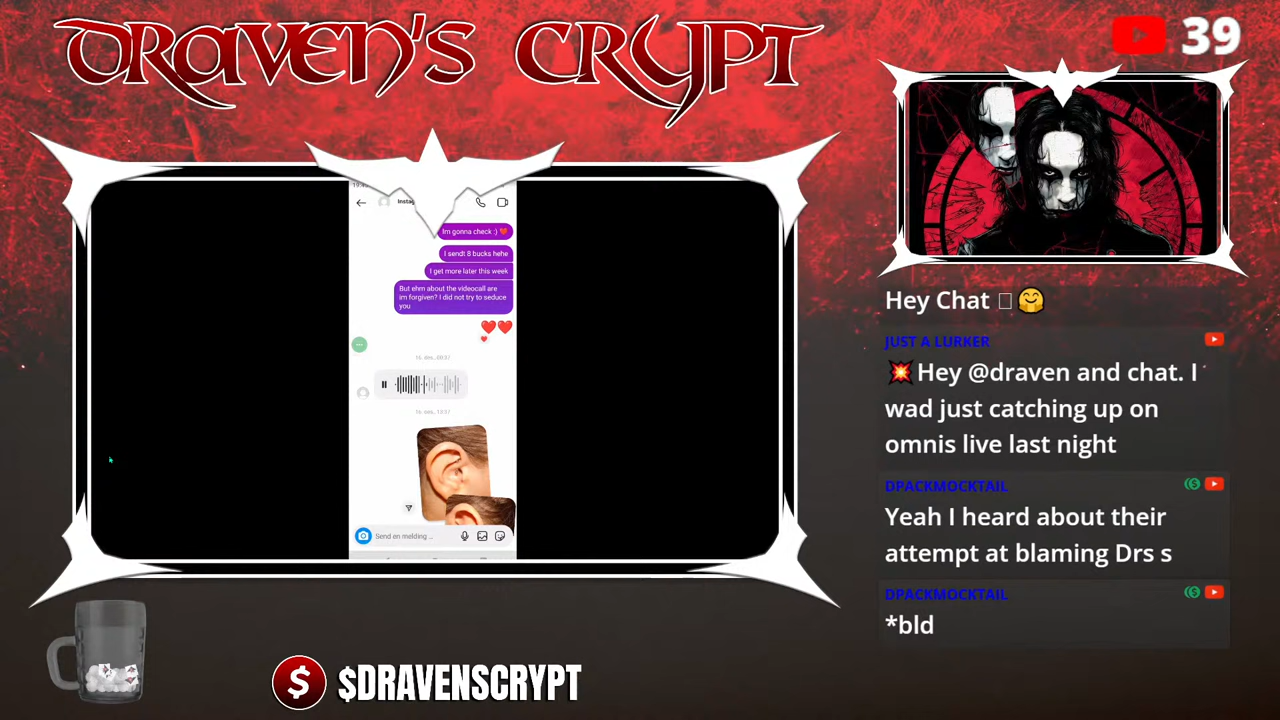 DRAVEN'S CRYPT
39
Im gonna check :) ❤️
I sendt 8 bucks hehe
I get more later this week
But ehm about the videocall are
im forgiven? I did not try to seduce
you
❤️❤️
❤️
Send en melding ...
Hey Chat 🤗
JUST A LURKER
💥Hey @draven and chat. I
wad just catching up on
omnis live last night
DPACKMOCKTAIL
Yeah I heard about their
attempt at blaming Drs s
DPACKMOCKTAIL
*bld
$ $DRAVENSCRYPT